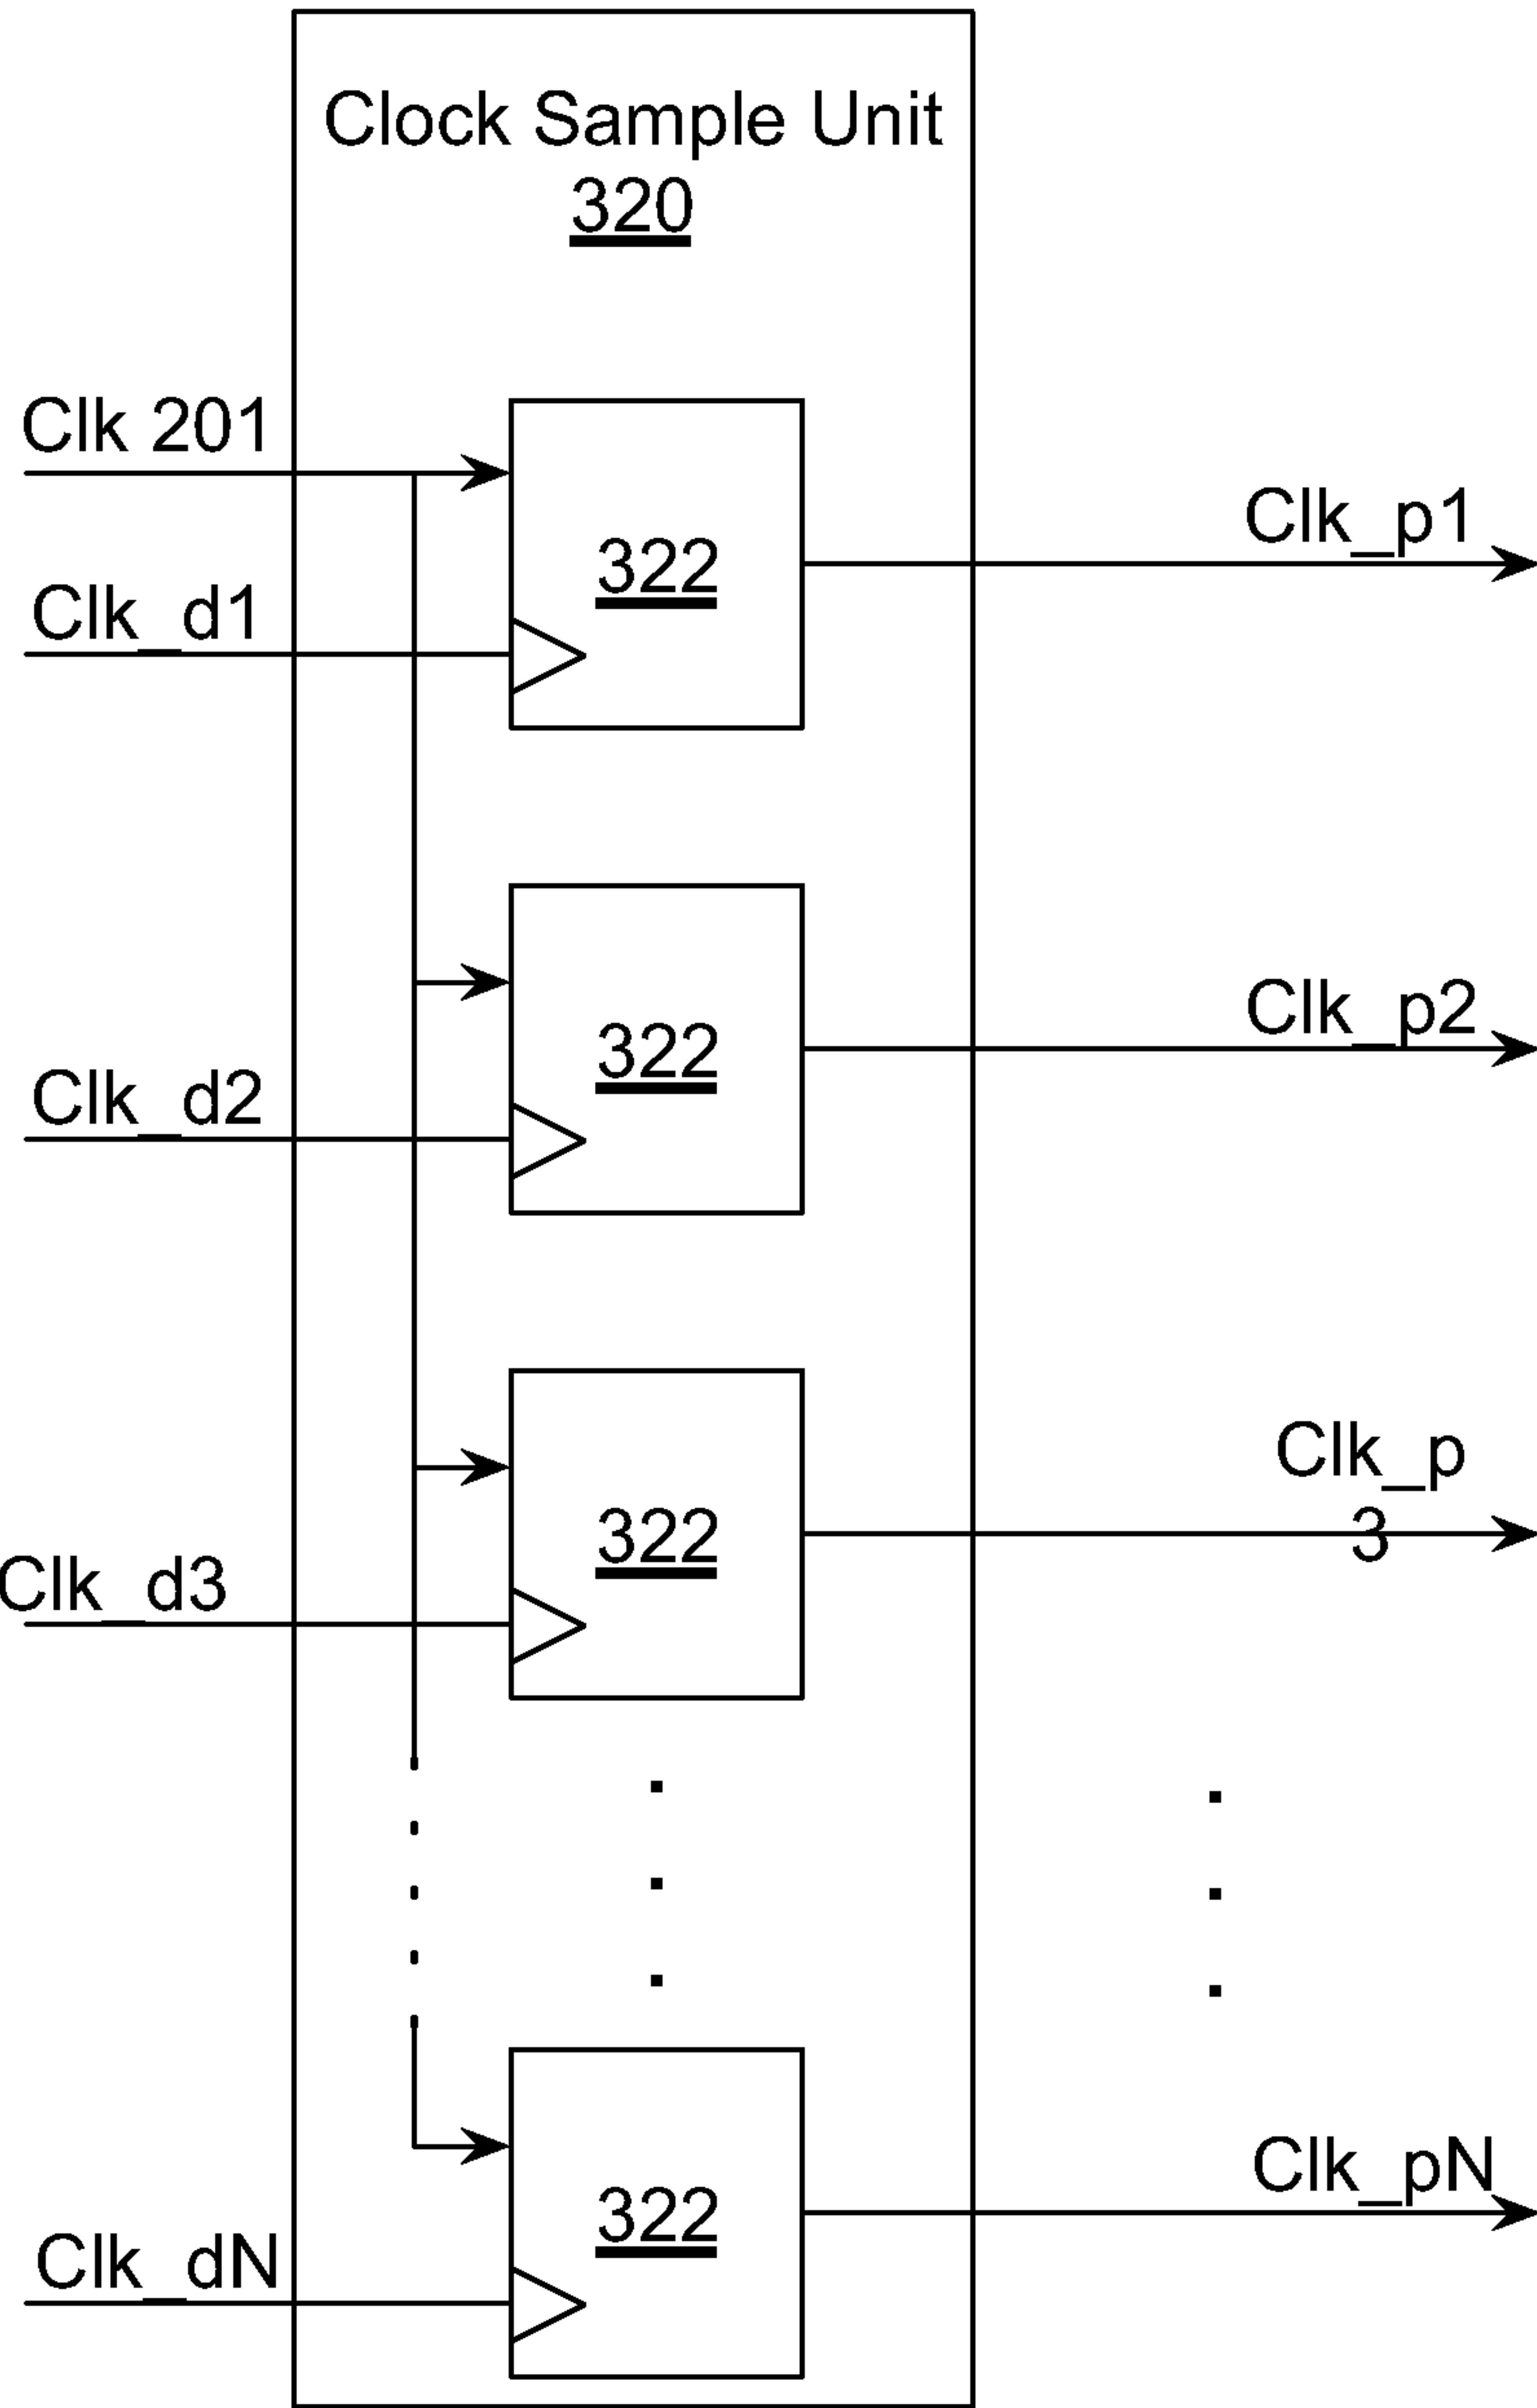 Clock Sample Unit
320
Clk 201
322
Clk_p1
Clk_d1
322
Clk_p2
Clk_d2
322
Clk_p
3
Clk_d3
322
Clk_pN
Clk_dN